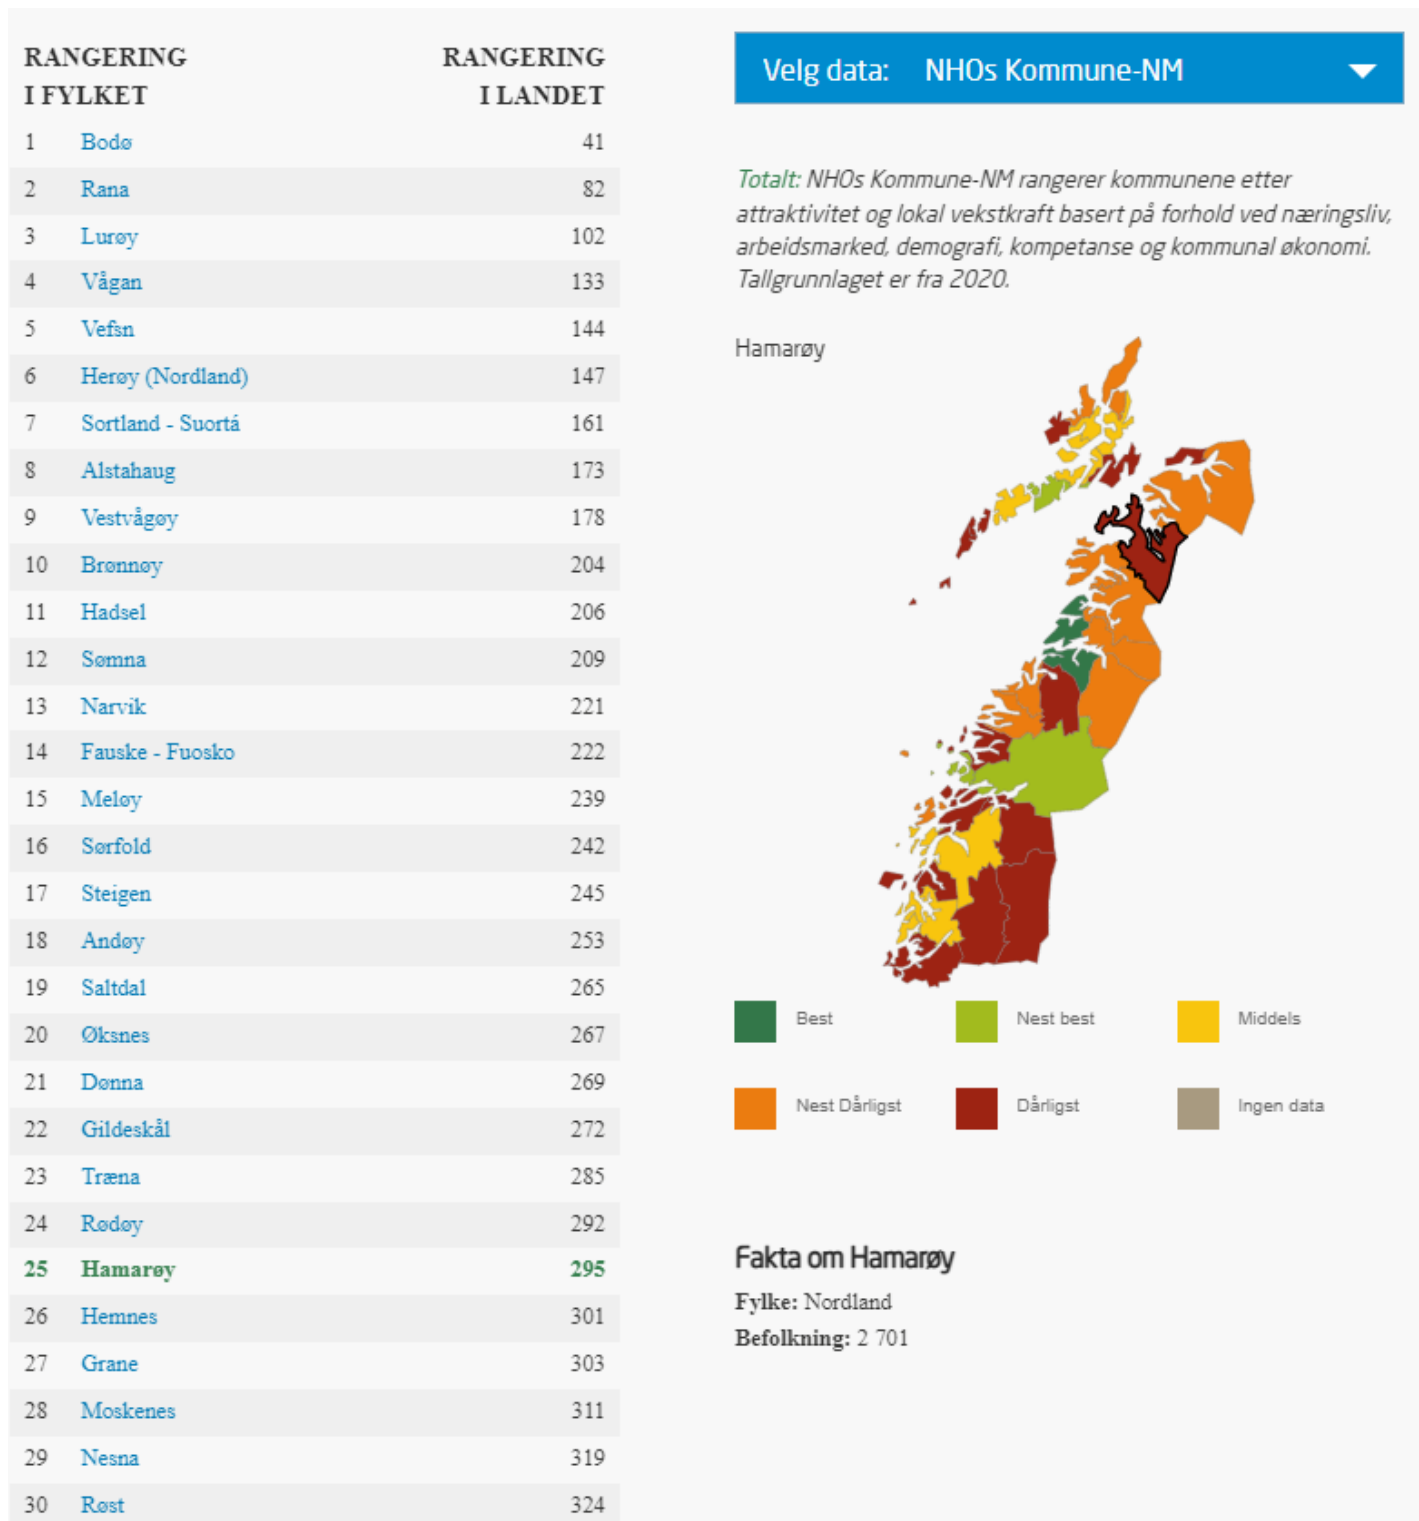 RANGERING RANGERING
I FYLKET I LANDET
1 Bodø 41
2 Rana 82
3 Lurøy 102
4 Vågan 133
5 Vefsn 144
6 Herøy (Nordland) 147
7 Sortland - Suortá 161
8 Alstahaug 173
9 Vestvågøy 178
10 Brønnøy 204
11 Hadsel 206
12 Sømna 209
13 Narvik 221
14 Fauske - Fuosko 222
15 Meløy 239
16 Sørfold 242
17 Steigen 245
18 Andøy 253
19 Saltdal 265
20 Øksnes 267
21 Dønna 269
22 Gildeskål 272
23 Træna 285
24 Rødøy 292
25 Hamarøy 295
26 Hemnes 301
27 Grane 303
28 Moskenes 311
29 Nesna 319
30 Røst 324
Velg data: NHOs Kommune-NM
Totalt: NHOs Kommune-NM rangerer kommunene etter
attraktivitet og lokal vekstkraft basert på forhold ved næringsliv,
arbeidsmarked, demografi, kompetanse og kommunal økonomi.
Tallgrunnlaget er fra 2020.
Hamarøy
Best Nest best Middels
Nest Dårligst Dårligst Ingen data
Fakta om Hamarøy
Fylke: Nordland
Befolkning: 2 701